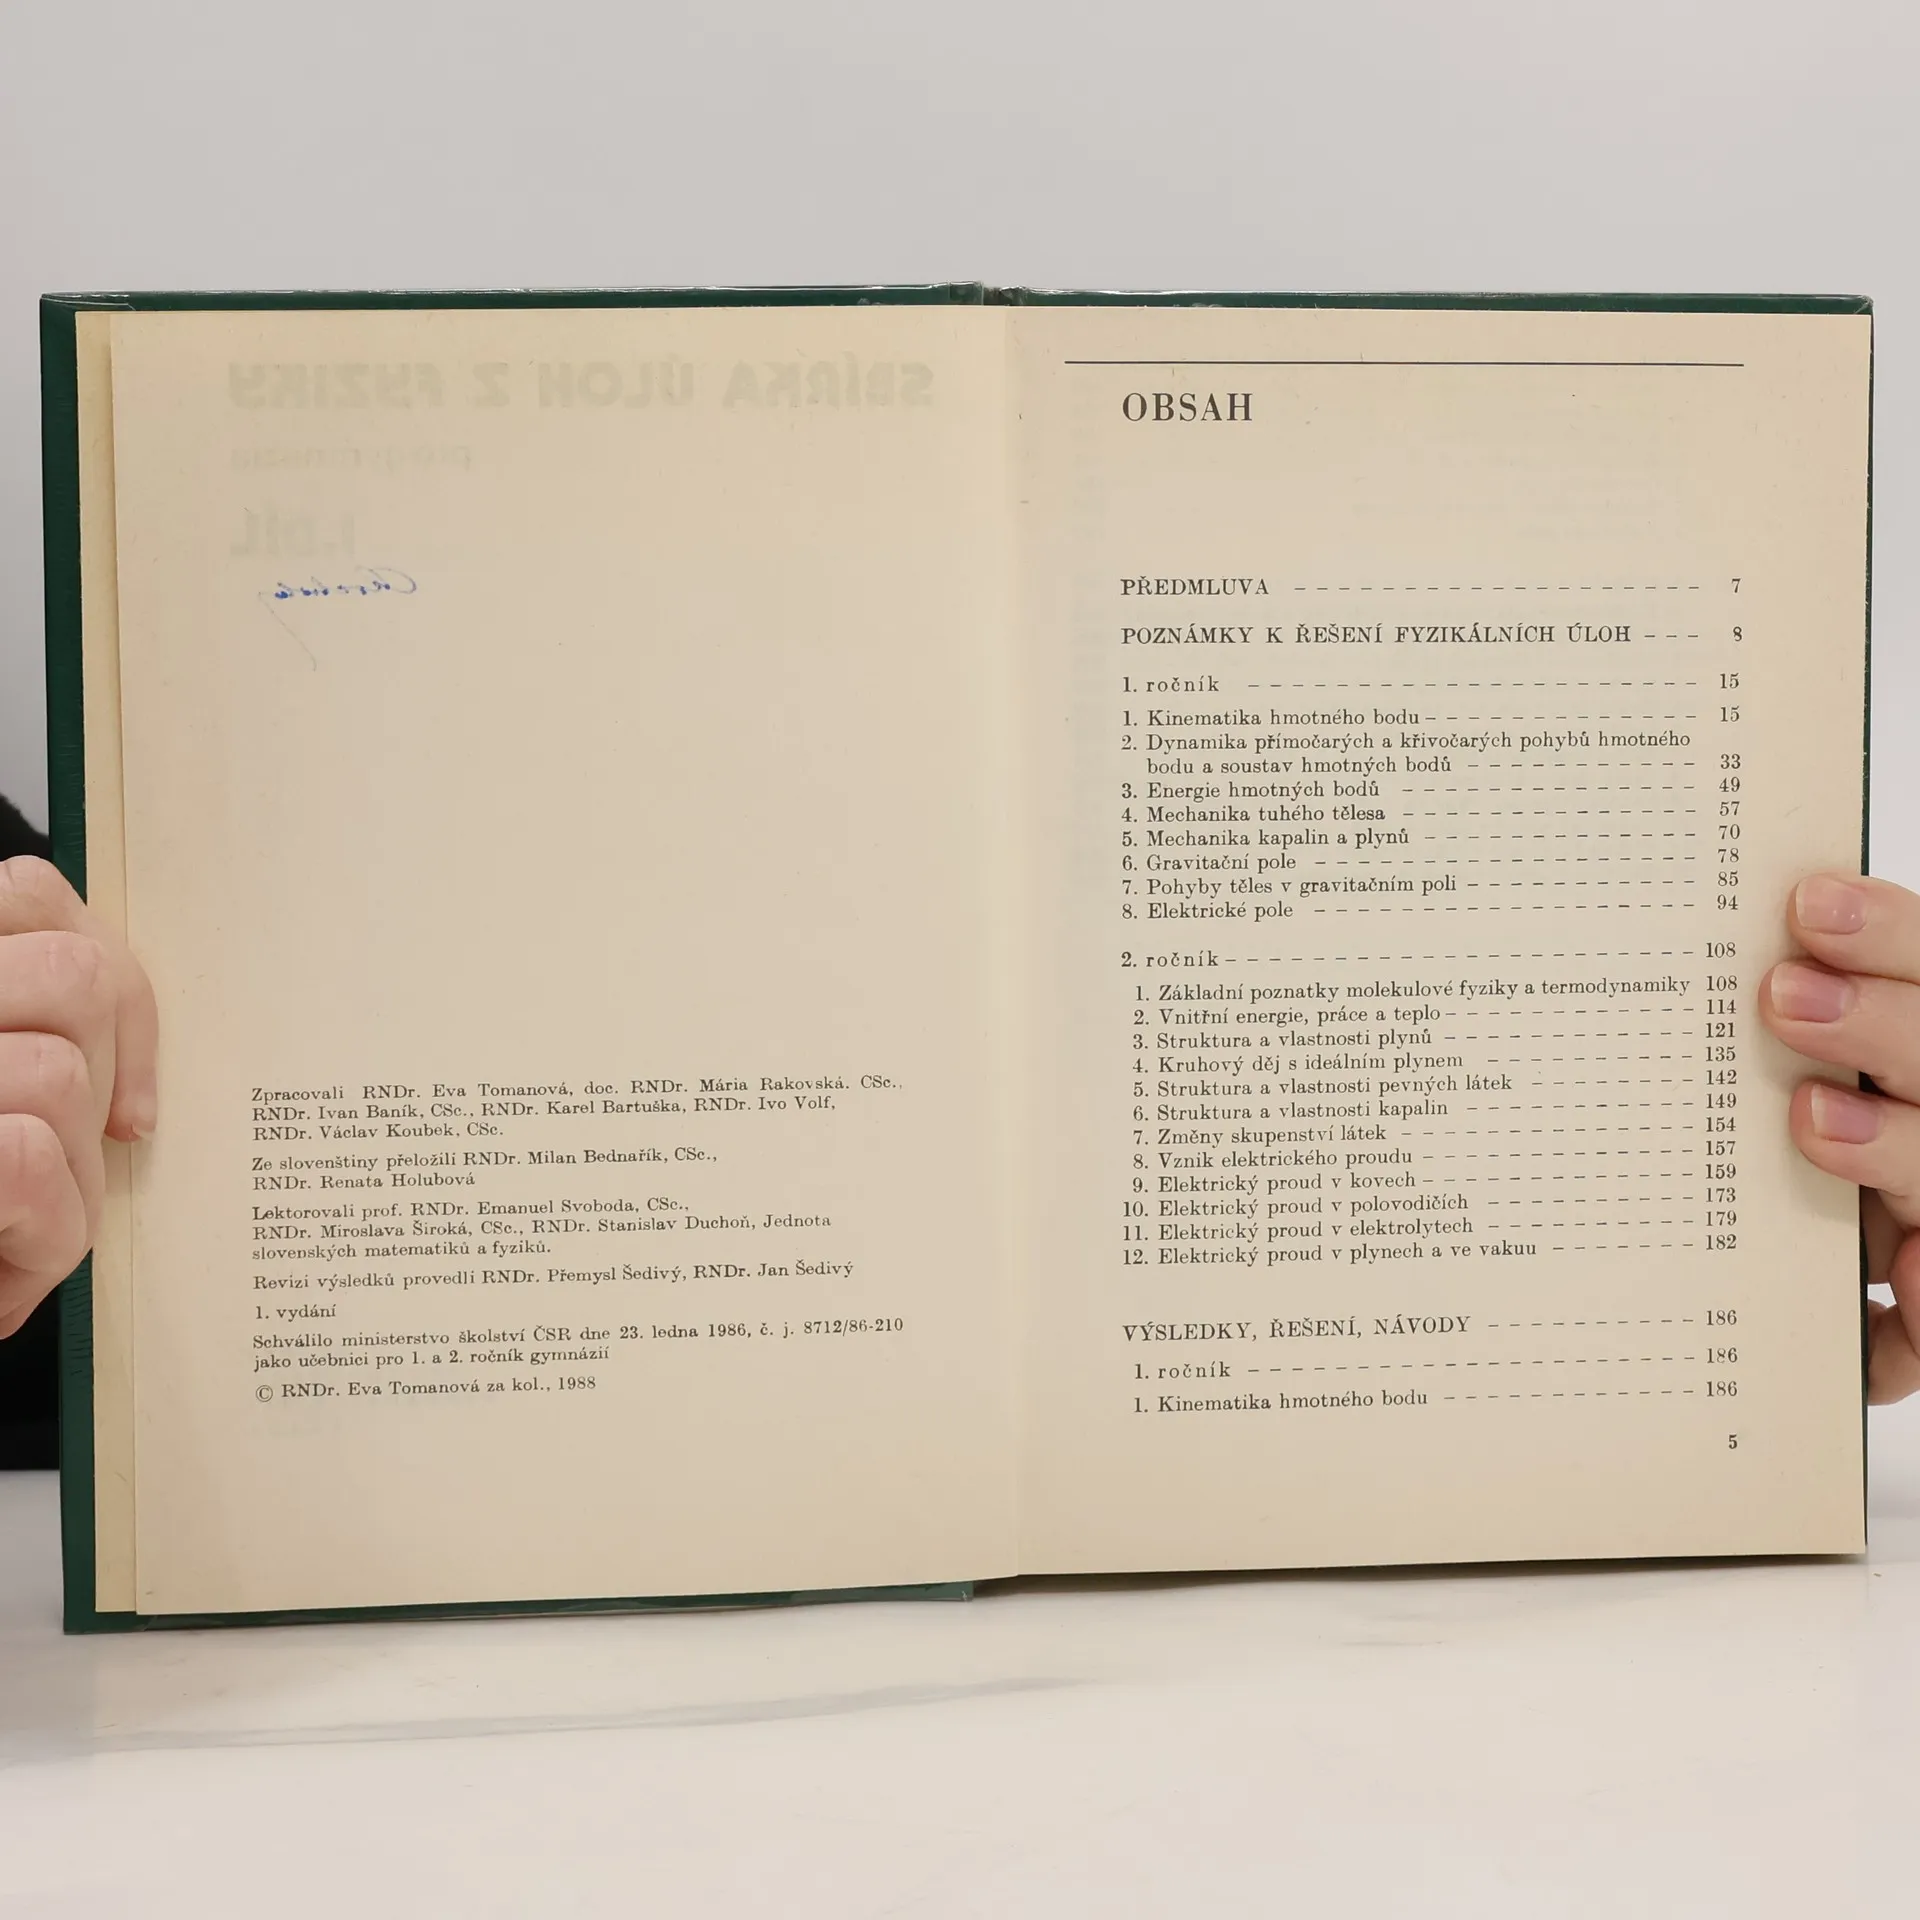 SBÍRKA ÚLOH Z FYZIKY
pro gymnázia
I. DÍL
Zpracovali RNDr. Eva Tomanová, doc. RNDr. Mária Rakovská. CSc.,
RNDr. Ivan Baník, CSc., RNDr. Karel Bartuška, RNDr. Ivo Volf,
RNDr. Václav Koubek, CSc.
Ze slovenštiny přeložili RNDr. Milan Bednařík, CSc.,
RNDr. Renata Holubová
Lektorovali prof. RNDr. Emanuel Svoboda, CSc.,
RNDr. Miroslava Široká, CSc., RNDr. Stanislav Duchoň, Jednota
slovenských matematiků a fyziků.
Revizi výsledků provedli RNDr. Přemysl Šedivý, RNDr. Jan Šedivý
1. vydání
Schválilo ministerstvo školství ČSR dne 23. ledna 1986, č. j. 8712/86-210
jako učebnici pro 1. a 2. ročník gymnázií
© RNDr. Eva Tomanová za kol., 1988
OBSAH
PŘEDMLUVA – – – – – – – – – – – – – – – – – – – 7
POZNÁMKY K ŘEŠENÍ FYZIKÁLNÍCH ÚLOH – – – 8
1. ročník – – – – – – – – – – – – – – – – – – – – 15
1. Kinematika hmotného bodu – – – – – – – – – – – – – 15
2. Dynamika přímočarých a křivočarých pohybů hmotného
bodu a soustav hmotných bodů – – – – – – – – – – – 33
3. Energie hmotných bodů – – – – – – – – – – – – – – 49
4. Mechanika tuhého tělesa – – – – – – – – – – – – – – 57
5. Mechanika kapalin a plynů – – – – – – – – – – – – – 70
6. Gravitační pole – – – – – – – – – – – – – – – – – – 78
7. Pohyby těles v gravitačním poli – – – – – – – – – – – 85
8. Elektrické pole – – – – – – – – – – – – – – – – – – 94
2. ročník – – – – – – – – – – – – – – – – – – – – – 108
1. Základní poznatky molekulové fyziky a termodynamiky 108
2. Vnitřní energie, práce a teplo – – – – – – – – – – – – 114
3. Struktura a vlastnosti plynů – – – – – – – – – – – – 121
4. Kruhový děj s ideálním plynem – – – – – – – – – – 135
5. Struktura a vlastnosti pevných látek – – – – – – – – 142
6. Struktura a vlastnosti kapalin – – – – – – – – – – – 149
7. Změny skupenství látek – – – – – – – – – – – – – – 154
8. Vznik elektrického proudu – – – – – – – – – – – – – 157
9. Elektrický proud v kovech – – – – – – – – – – – – – 159
10. Elektrický proud v polovodičích – – – – – – – – – – 173
11. Elektrický proud v elektrolytech – – – – – – – – – – 179
12. Elektrický proud v plynech a ve vakuu – – – – – – – 182
VÝSLEDKY, ŘEŠENÍ, NÁVODY – – – – – – – – – – 186
1. ročník – – – – – – – – – – – – – – – – – – – – – 186
1. Kinematika hmotného bodu – – – – – – – – – – – – 186
5